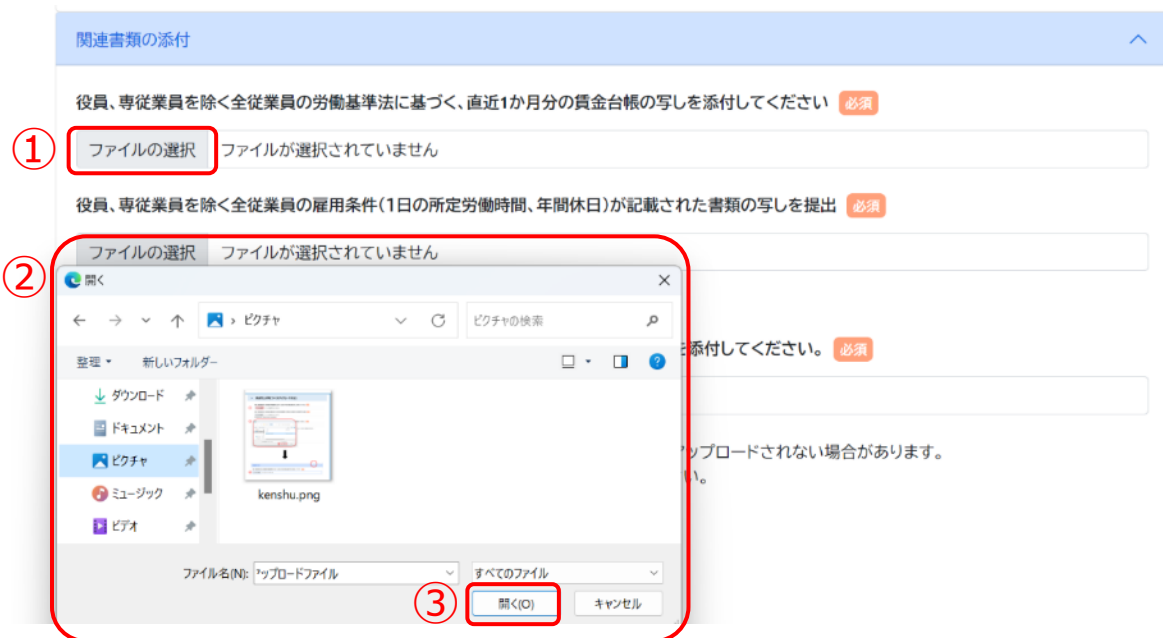 関連書類の添付
役員、専従業員を除く全従業員の労働基準法に基づく、直近1か月分の賃金台帳の写しを添付してください 必須
① ファイルの選択 ファイルが選択されていません
役員、専従業員を除く全従業員の雇用条件(1日の所定労働時間、年間休日)が記載された書類の写しを提出 必須
ファイルの選択 ファイルが選択されていません
②
開く
ピクチャ ピクチャの検索
整理 新しいフォルダー
添付してください。 必須
ダウンロード
ドキュメント
ピクチャ
ミュージック
ビデオ
kenshu.png
ップロードされない場合があります。
い。
ファイル名(N): ップロードファイル すべてのファイル
③ 開く(O) キャンセル